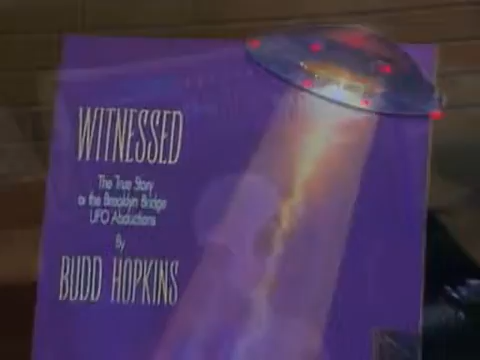 WITNESSED
The True Story
of the Brooklyn Bridge
UFO Abductions
By
BUDD HOPKINS